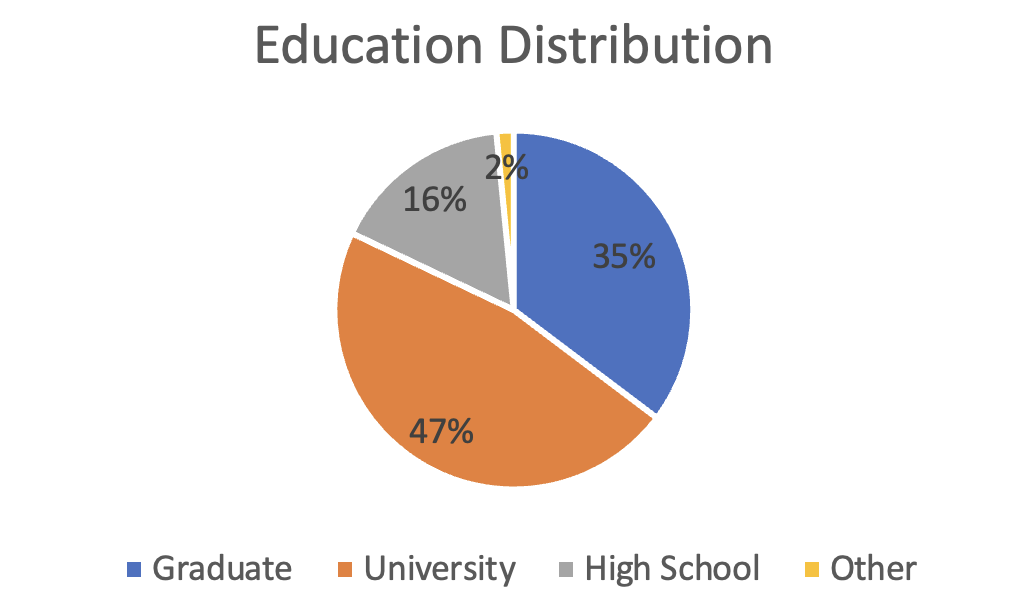 Education Distribution
2%
16%
35%
47%
Graduate University High School Other